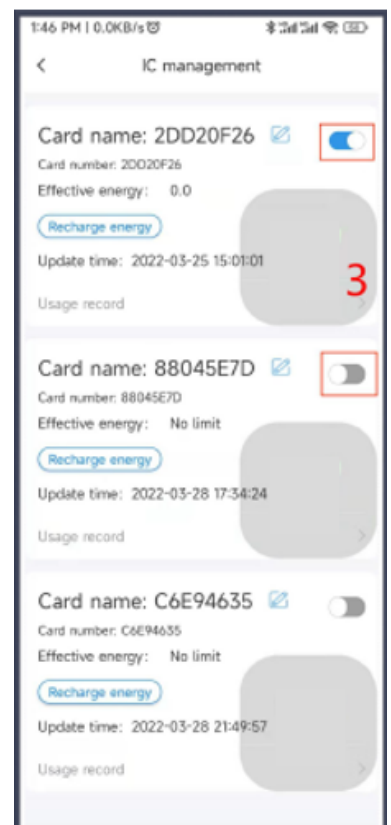 1:46 PM | 0.0KB/s
IC management
Card name: 2DD20F26
Card number: 2DD20F26
Effective energy: 0.0
Recharge energy
Update time: 2022-03-25 15:01:01
3
Usage record
Card name: 88045E7D
Card number: 88045E7D
Effective energy: No limit
Recharge energy
Update time: 2022-03-28 17:34:24
Usage record
Card name: C6E94635
Card number: C6E94635
Effective energy: No limit
Recharge energy
Update time: 2022-03-28 21:49:57
Usage record